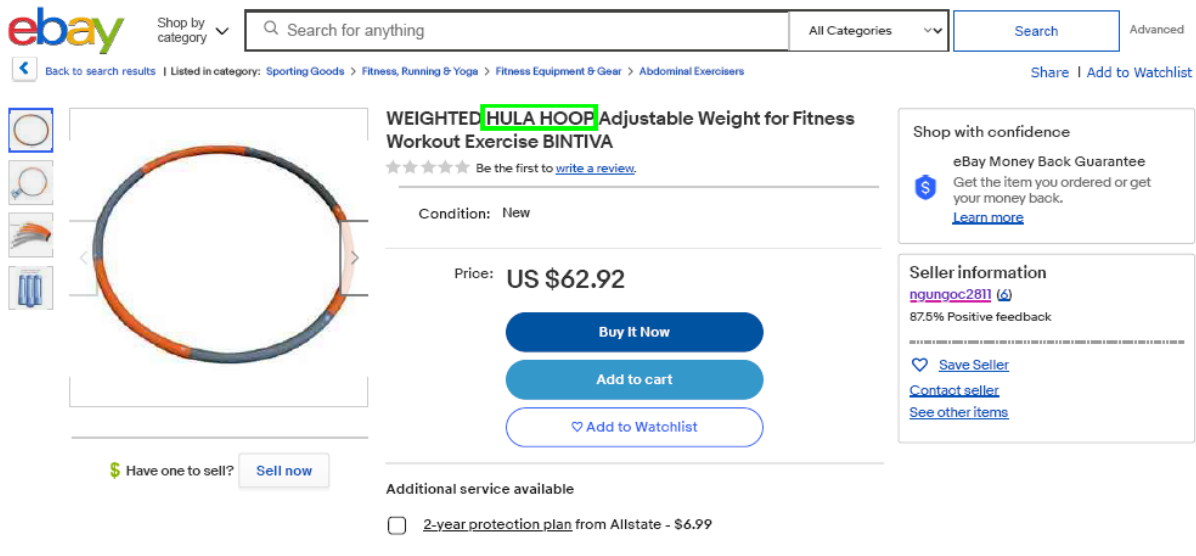 ebay
Shop by
category
Search for anything
All Categories
Search
Advanced
Back to search results | Listed in category: Sporting Goods > Fitness, Running & Yoga > Fitness Equipment & Gear > Abdominal Exercisers
Share | Add to Watchlist
WEIGHTED HULA HOOP Adjustable Weight for Fitness
Workout Exercise BINTIVA
Be the first to write a review.
Condition: New
Price: US $62.92
Buy It Now
Add to cart
Add to Watchlist
Have one to sell? Sell now
Additional service available
2-year protection plan from Allstate - $6.99
Shop with confidence
eBay Money Back Guarantee
Get the item you ordered or get
your money back.
Learn more
Seller information
ngungoc2811 (6)
87.5% Positive feedback
Save Seller
Contact seller
See other items